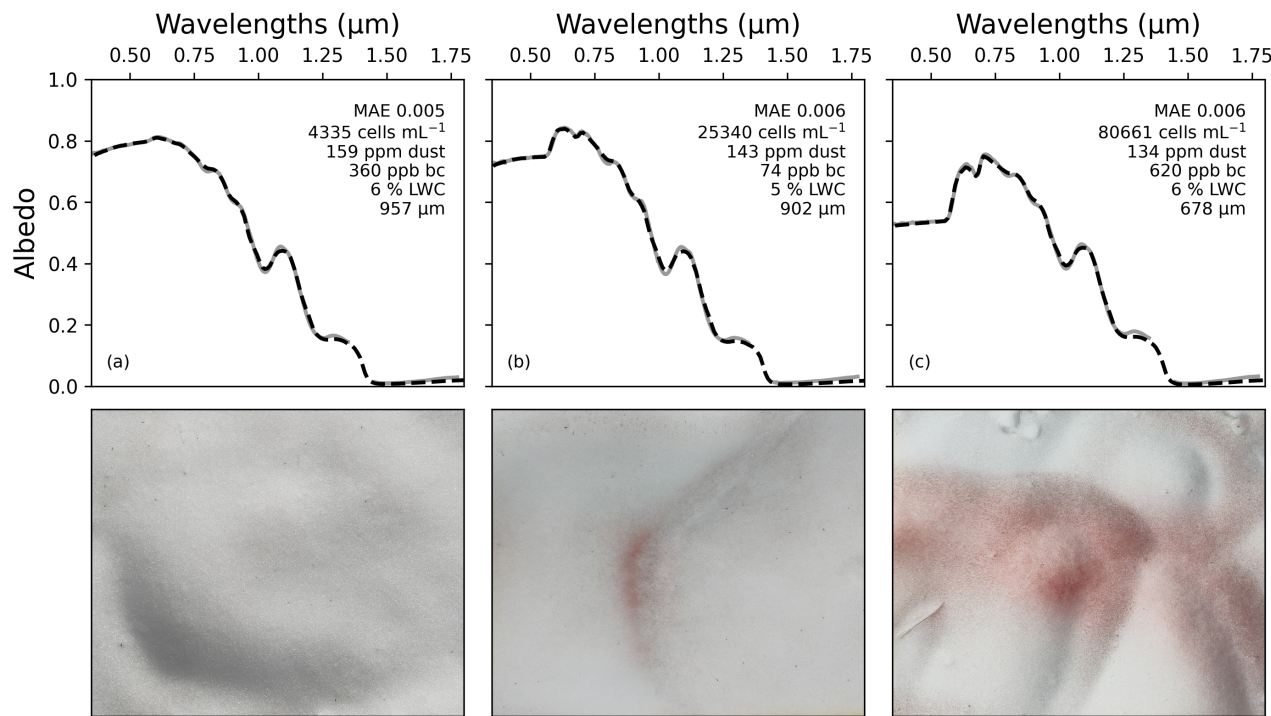 Wavelengths (µm) Wavelengths (µm) Wavelengths (µm)
0.50 0.75 1.00 1.25 1.50 1.75 0.50 0.75 1.00 1.25 1.50 1.75 0.50 0.75 1.00 1.25 1.50 1.75
Albedo
1.0
0.8
0.6
0.4
0.2
0.0
MAE 0.005
4335 cells mL⁻¹
159 ppm dust
360 ppb bc
6 % LWC
957 µm
(a)
MAE 0.006
25340 cells mL⁻¹
143 ppm dust
74 ppb bc
5 % LWC
902 µm
(b)
MAE 0.006
80661 cells mL⁻¹
134 ppm dust
620 ppb bc
6 % LWC
678 µm
(c)